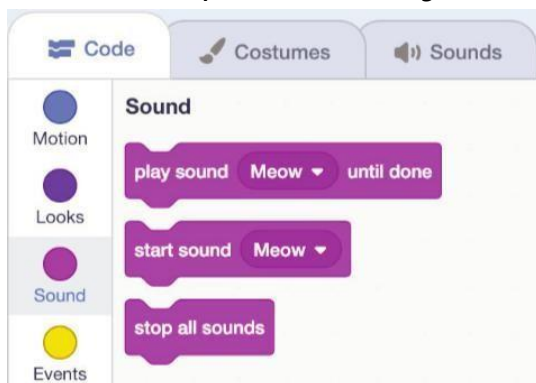 Code
Costumes
Sounds
Motion
Looks
Sound
Events
Sound
play sound Meow until done
start sound Meow
stop all sounds